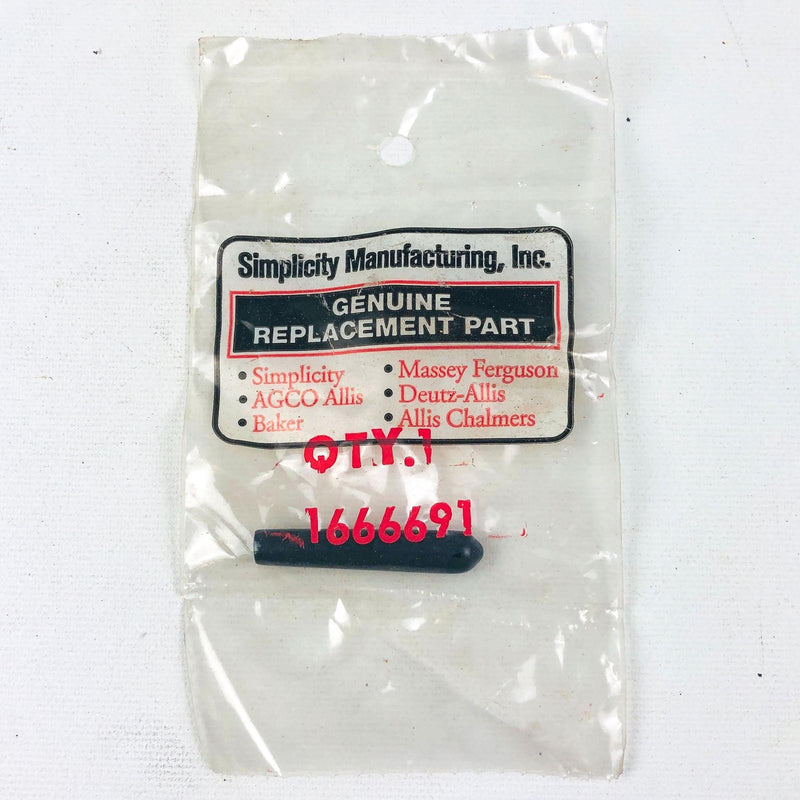 Simplicity Manufacturing, Inc.
GENUINE
REPLACEMENT PART
• Simplicity
• AGCO Allis
• Baker
• Massey Ferguson
• Deutz-Allis
• Allis Chalmers
QTY.1
1666691